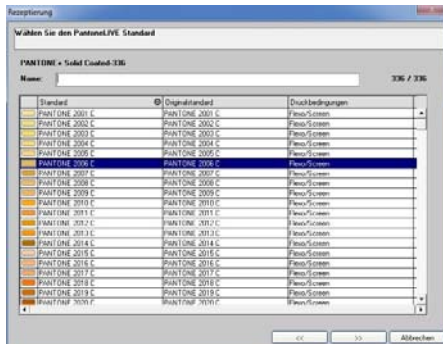 Rezeptierung
Wählen Sie den PantoneLIVE Standard
PANTONE + Solid Coated-336
Name: 336 / 336
Standard Originalstandard Druckbedingungen
PANTONE 2001 C PANTONE 2001 C Flexo/Screen
PANTONE 2002 C PANTONE 2002 C Flexo/Screen
PANTONE 2003 C PANTONE 2003 C Flexo/Screen
PANTONE 2004 C PANTONE 2004 C Flexo/Screen
PANTONE 2005 C PANTONE 2005 C Flexo/Screen
PANTONE 2006 C PANTONE 2006 C Flexo/Screen
PANTONE 2007 C PANTONE 2007 C Flexo/Screen
PANTONE 2008 C PANTONE 2008 C Flexo/Screen
PANTONE 2009 C PANTONE 2009 C Flexo/Screen
PANTONE 2010 C PANTONE 2010 C Flexo/Screen
PANTONE 2011 C PANTONE 2011 C Flexo/Screen
PANTONE 2012 C PANTONE 2012 C Flexo/Screen
PANTONE 2013 C PANTONE 2013 C Flexo/Screen
PANTONE 2014 C PANTONE 2014 C Flexo/Screen
PANTONE 2015 C PANTONE 2015 C Flexo/Screen
PANTONE 2016 C PANTONE 2016 C Flexo/Screen
PANTONE 2017 C PANTONE 2017 C Flexo/Screen
PANTONE 2018 C PANTONE 2018 C Flexo/Screen
PANTONE 2019 C PANTONE 2019 C Flexo/Screen
PANTONE 2020 C PANTONE 2020 C Flexo/Screen
<< >> Abbrechen